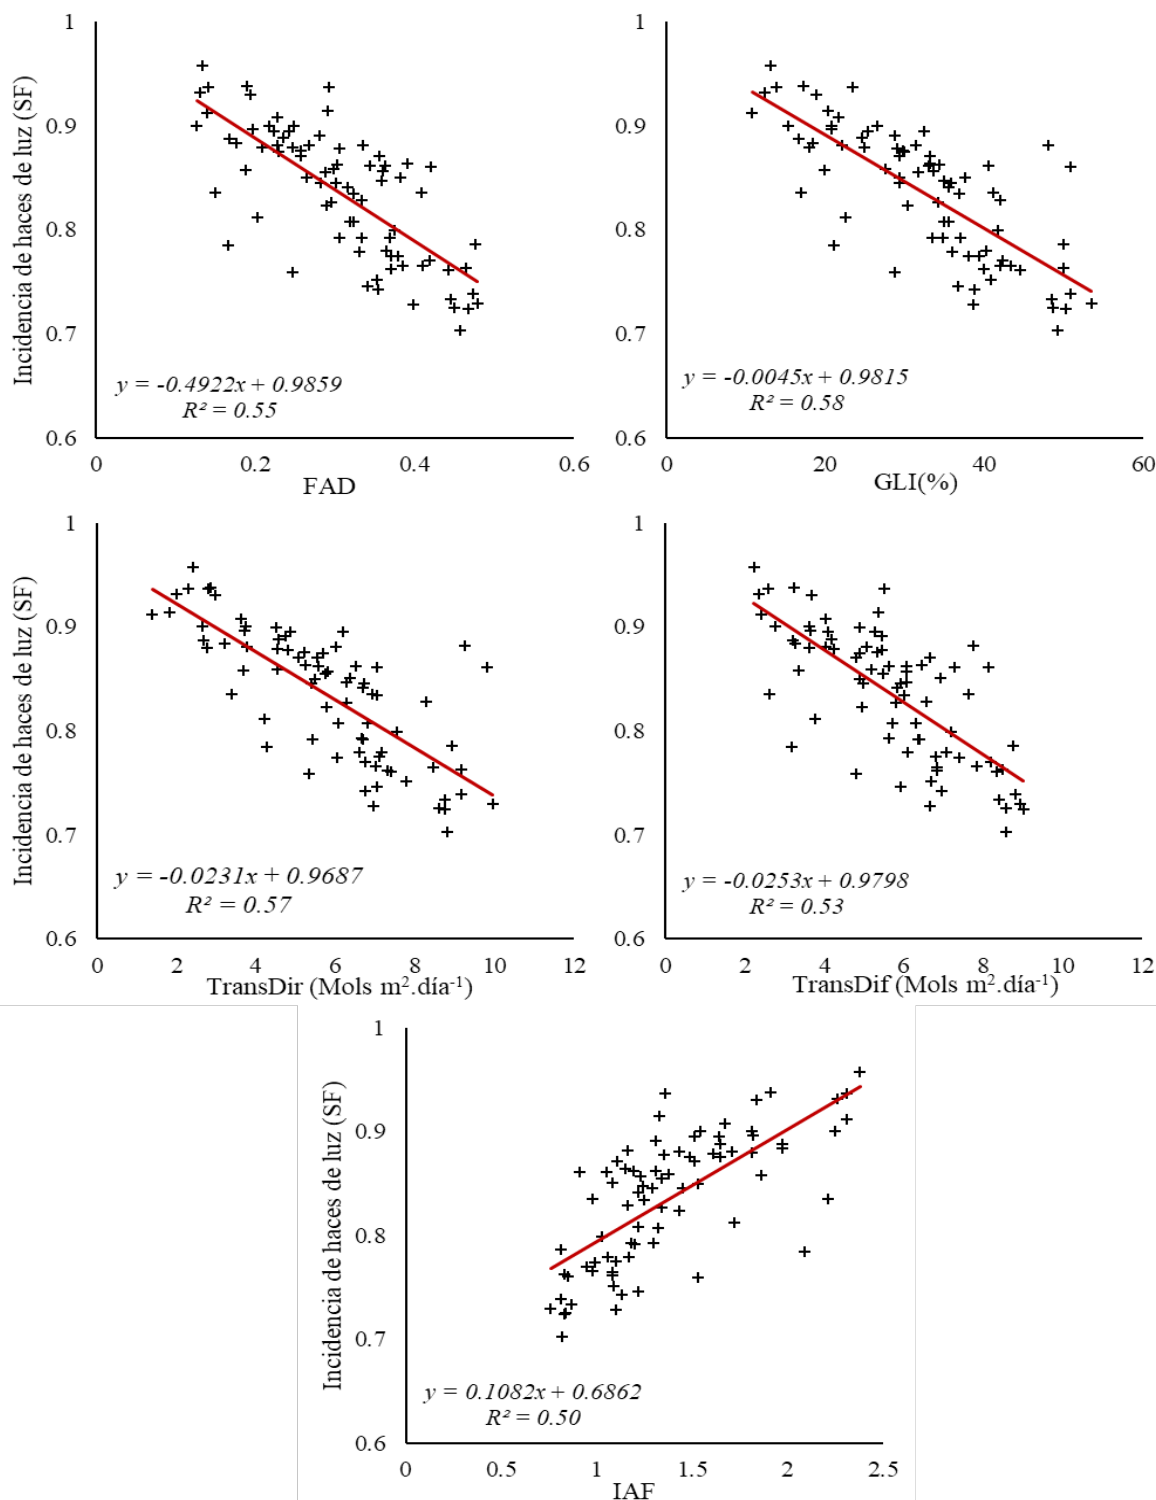 1
0.9
0.8
0.7
0.6
Incidencia de haces de luz (SF)
y = -0.4922x + 0.9859
R² = 0.55
0 0.2 0.4 0.6
FAD
1
0.9
0.8
0.7
0.6
y = -0.0045x + 0.9815
R² = 0.58
0 20 40 60
GLI(%)
1
0.9
0.8
0.7
0.6
Incidencia de haces de luz (SF)
y = -0.0231x + 0.9687
R² = 0.57
0 2 4 6 8 10 12
TransDir (Mols m².día⁻¹)
1
0.9
0.8
0.7
0.6
y = -0.0253x + 0.9798
R² = 0.53
0 2 4 6 8 10 12
TransDif (Mols m².día⁻¹)
1
0.9
0.8
0.7
0.6
Incidencia de haces de luz (SF)
y = 0.1082x + 0.6862
R² = 0.50
0 0.5 1 1.5 2 2.5
IAF